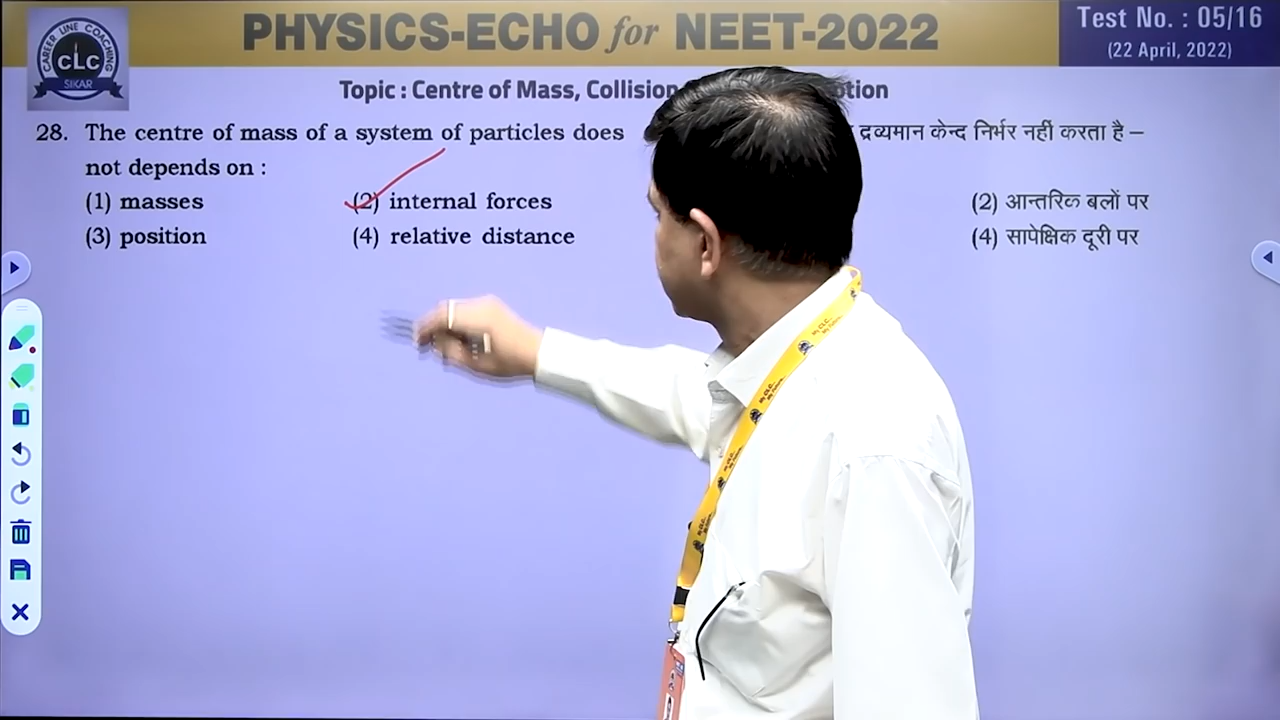 PHYSICS-ECHO for NEET-2022
Test No. : 05/16
(22 April, 2022)
CAREER LINE COACHING
CLC
SIKAR
Topic : Centre of Mass, Collision
28. The centre of mass of a system of particles does
not depends on :
(1) masses (2) internal forces
(3) position (4) relative distance
द्रव्यमान केन्द निर्भर नहीं करता है –
(2) आन्तरिक बलों पर
(4) सापेक्षिक दूरी पर